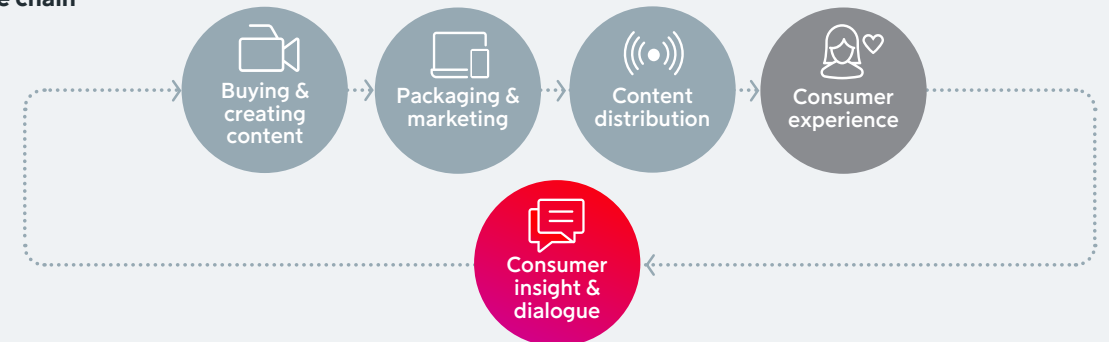 chain
Buying &
creating
content
Packaging &
marketing
Content
distribution
Consumer
experience
Consumer
insight &
dialogue